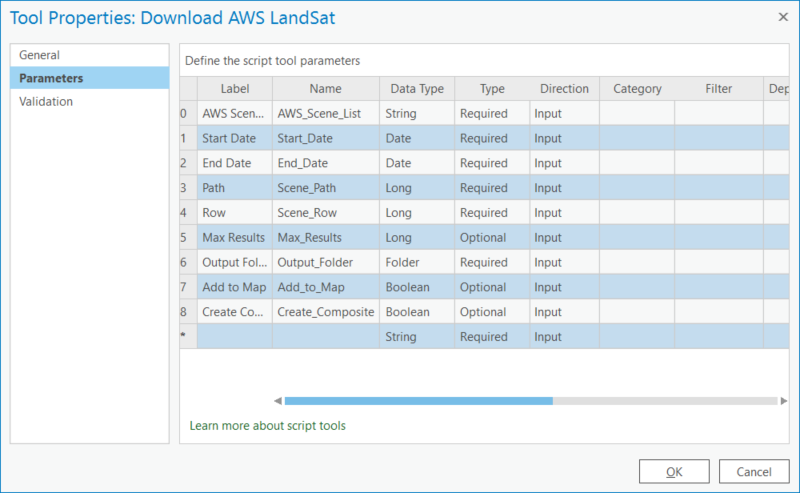 Tool Properties: Download AWS LandSat
General
Parameters
Validation
Define the script tool parameters
Label Name Data Type Type Direction Category Filter Dep
0 AWS Scen... AWS_Scene_List String Required Input
1 Start Date Start_Date Date Required Input
2 End Date End_Date Date Required Input
3 Path Scene_Path Long Required Input
4 Row Scene_Row Long Required Input
5 Max Results Max_Results Long Optional Input
6 Output Fol... Output_Folder Folder Required Input
7 Add to Map Add_to_Map Boolean Optional Input
8 Create Co... Create_Composite Boolean Optional Input
* String Required Input
Learn more about script tools
OK Cancel